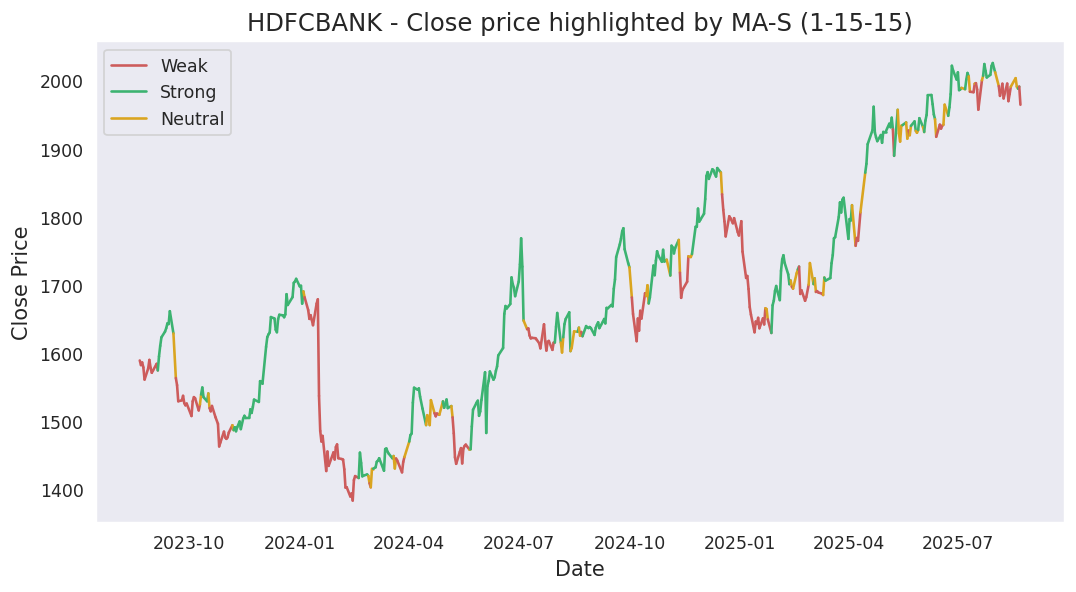 HDFCBANK - Close price highlighted by MA-S (1-15-15)
Weak
Strong
Neutral
2000
1900
1800
1700
1600
1500
1400
Close Price
2023-10 2024-01 2024-04 2024-07 2024-10 2025-01 2025-04 2025-07
Date